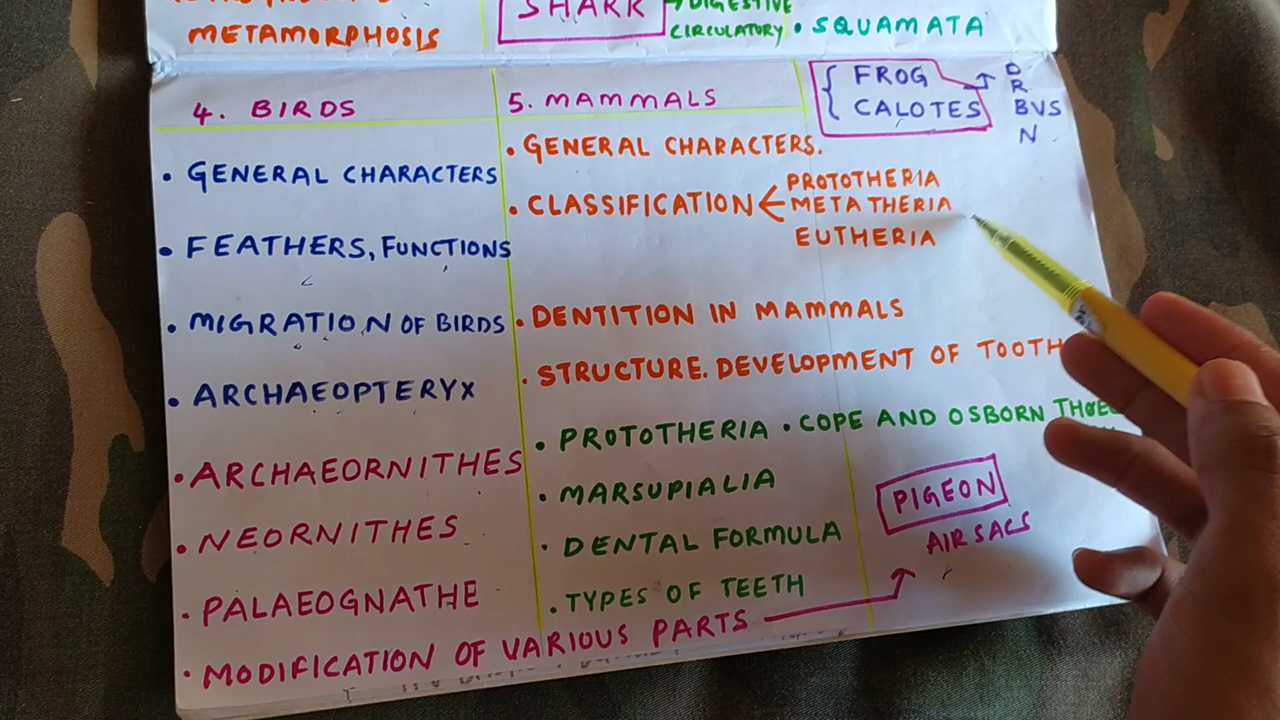 METAMORPHOSIS
SHARK
DIGESTIVE
CIRCULATORY
• SQUAMATA
4. BIRDS
• GENERAL CHARACTERS
• FEATHERS, FUNCTIONS
• MIGRATION OF BIRDS
• ARCHAEOPTERYX
• ARCHAEORNITHES
• NEORNITHES
• PALAEOGNATHE
• MODIFICATION OF VARIOUS PARTS
5. MAMMALS
• GENERAL CHARACTERS.
• CLASSIFICATION
PROTOTHERIA
METATHERIA
EUTHERIA
• DENTITION IN MAMMALS
• STRUCTURE. DEVELOPMENT OF TOOTH
• PROTOTHERIA • COPE AND OSBORN
• MARSUPIALIA
• DENTAL FORMULA
• TYPES OF TEETH
FROG
CALOTES
D
R
BVS
N
PIGEON
AIR SACS